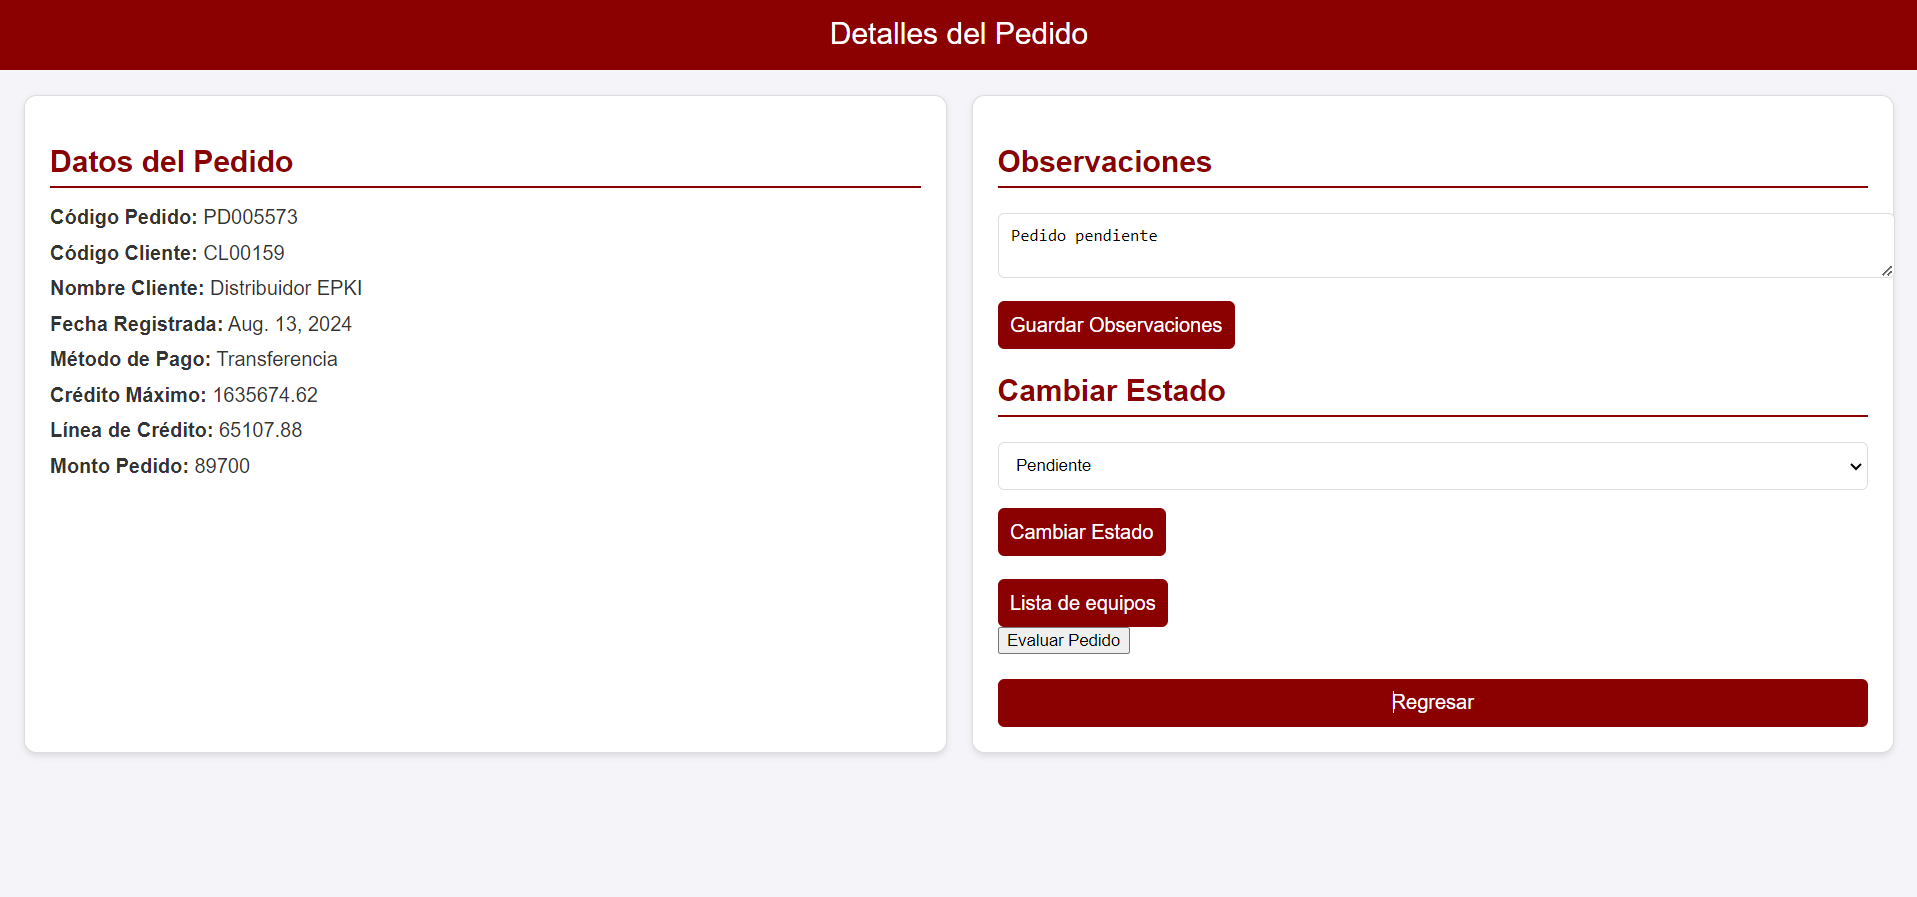 Detalles del Pedido
Datos del Pedido
Código Pedido: PD005573
Código Cliente: CL00159
Nombre Cliente: Distribuidor EPKI
Fecha Registrada: Aug. 13, 2024
Método de Pago: Transferencia
Crédito Máximo: 1635674.62
Línea de Crédito: 65107.88
Monto Pedido: 89700
Observaciones
Pedido pendiente
Guardar Observaciones
Cambiar Estado
Pendiente
Cambiar Estado
Lista de equipos
Evaluar Pedido
Regresar